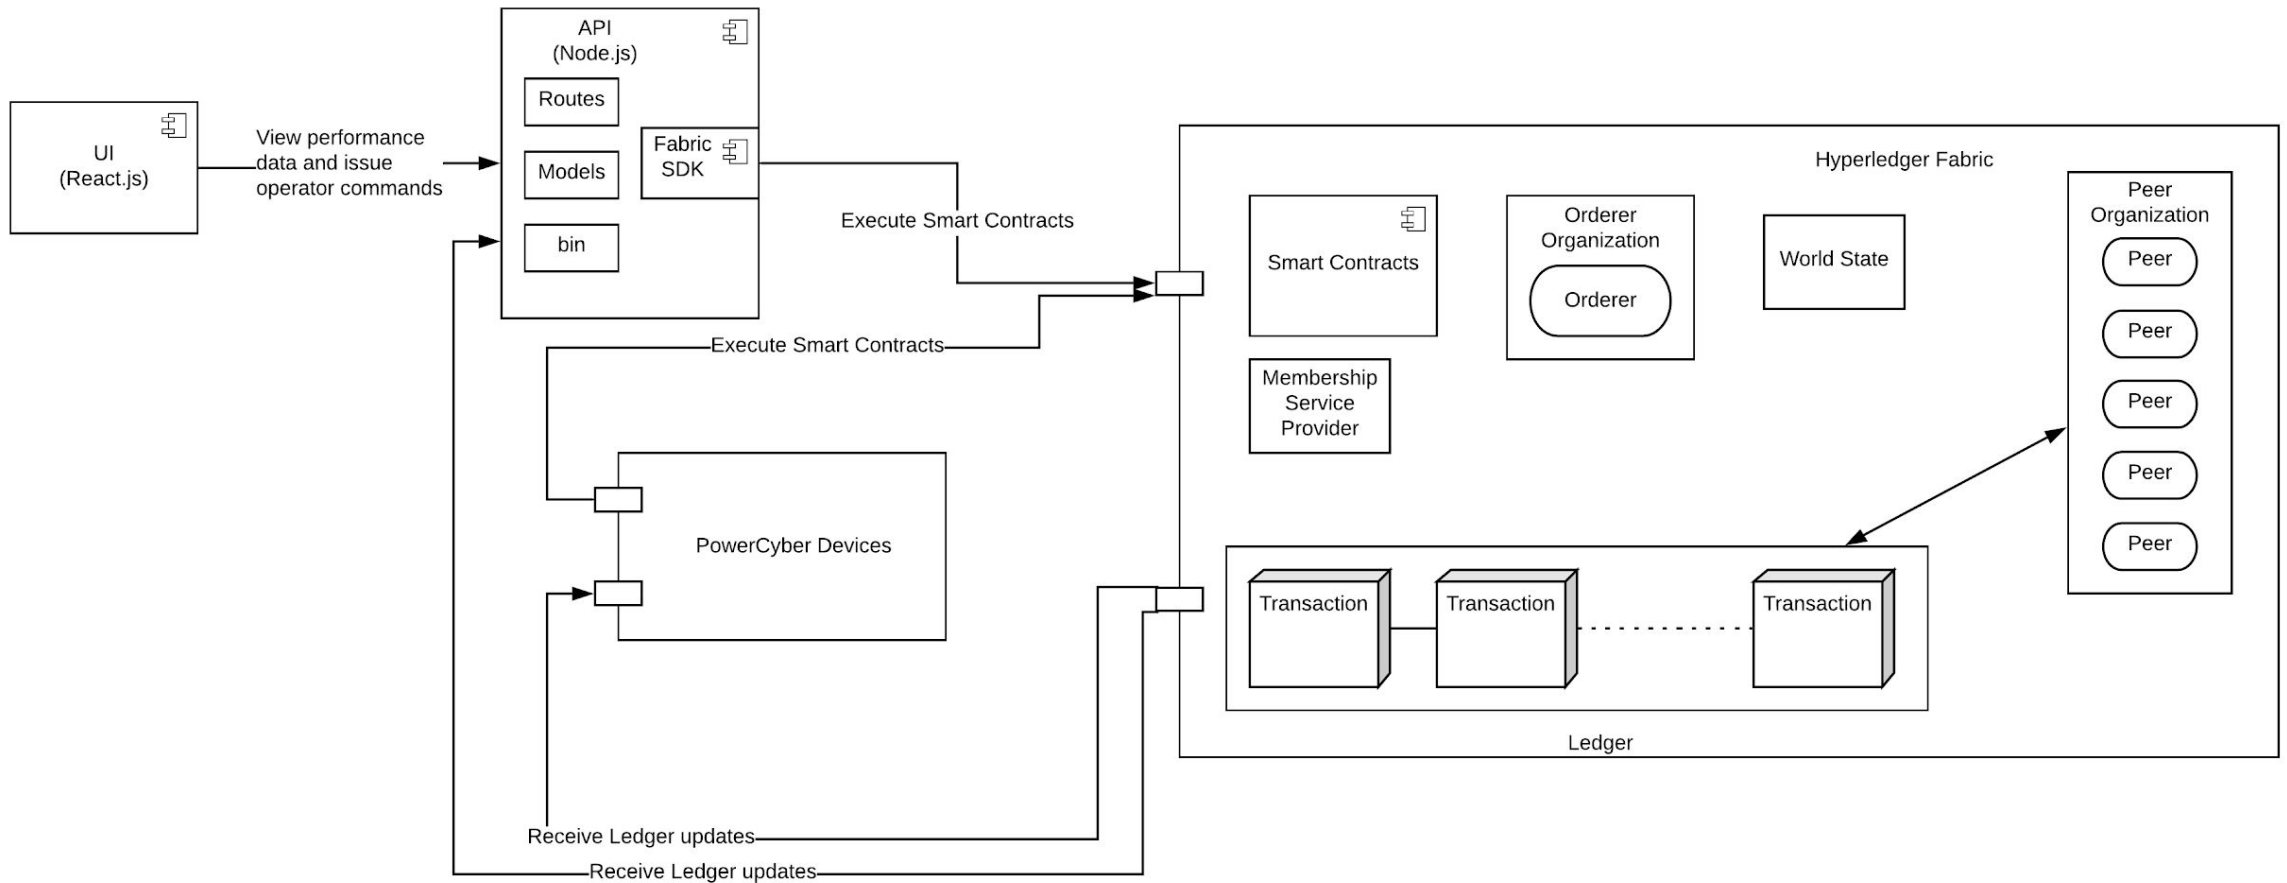 API
(Node.js)
Routes
Models
bin
Fabric
SDK
UI
(React.js)
View performance
data and issue
operator commands
Execute Smart Contracts
Execute Smart Contracts
PowerCyber Devices
Receive Ledger updates
Receive Ledger updates
Hyperledger Fabric
Smart Contracts
Orderer
Organization
Orderer
World State
Peer
Organization
Peer
Peer
Peer
Peer
Peer
Membership
Service
Provider
Transaction
Transaction
Transaction
Ledger